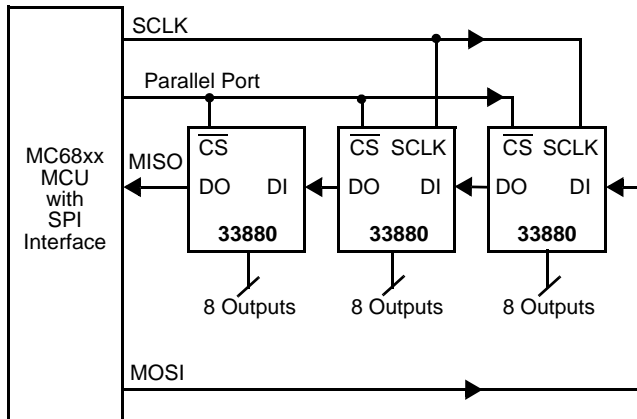 SCLK
Parallel Port
MC68xx
MCU
with
SPI
Interface
MISO
CS
DO DI
33880
8 Outputs
CS SCLK
DO DI
33880
8 Outputs
CS SCLK
DO DI
33880
8 Outputs
MOSI